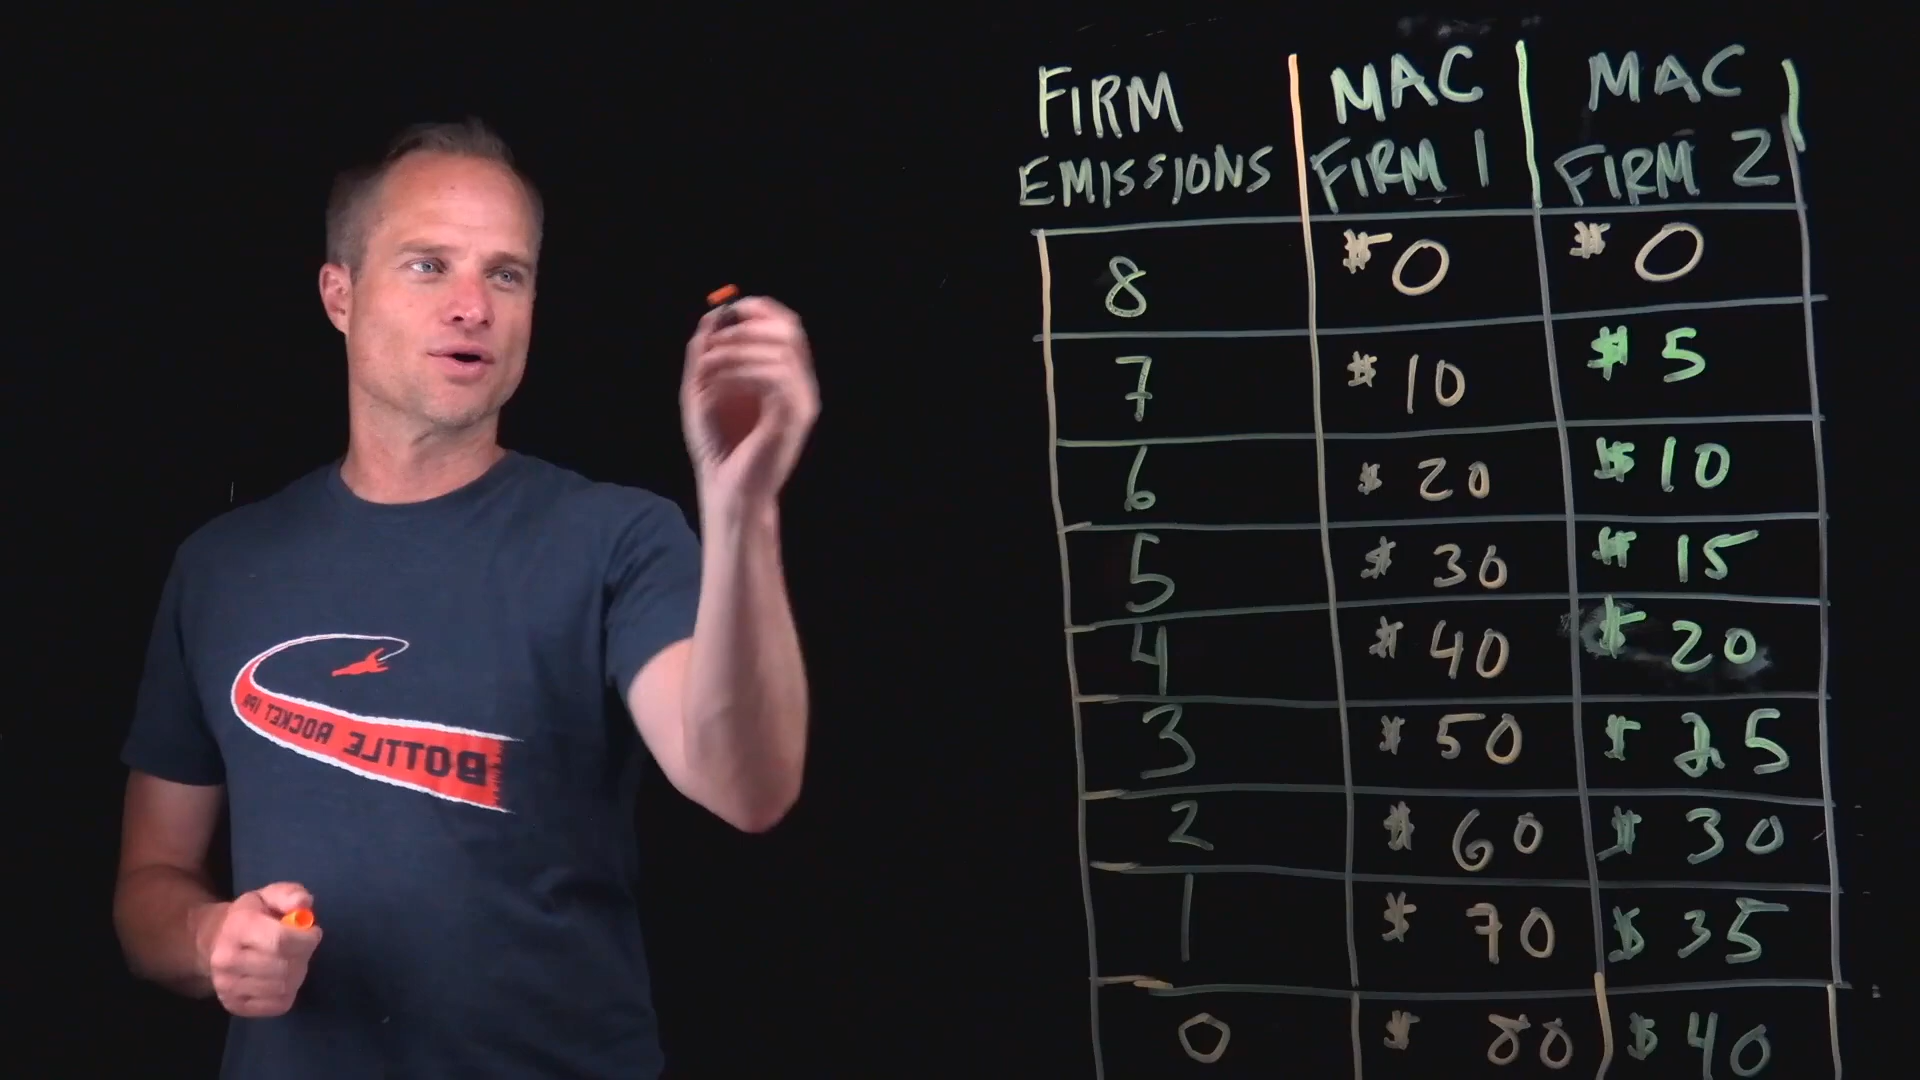 FIRM EMISSIONS | MAC FIRM 1 | MAC FIRM 2
8 | $0 | $0
7 | $10 | $5
6 | $20 | $10
5 | $30 | $15
4 | $40 | $20
3 | $50 | $25
2 | $60 | $30
1 | $70 | $35
0 | $80 | $40
BOTTLE ROCKET IPA